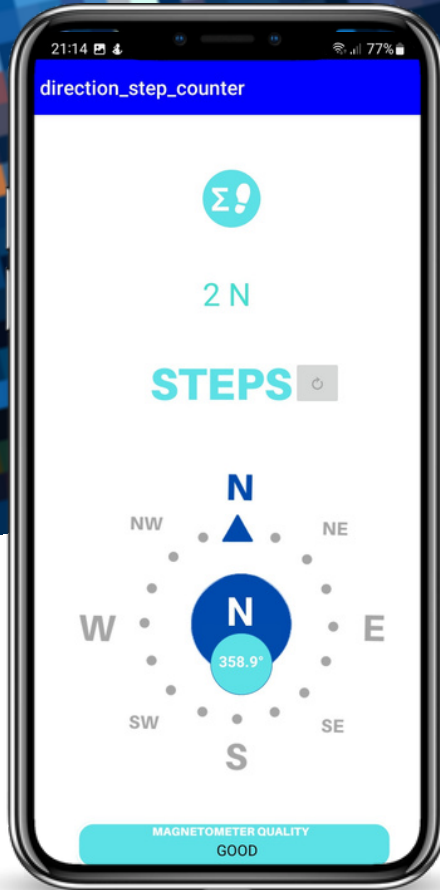 21:14 77%
direction_step_counter
Σ
2 N
STEPS
N
NW NE
W N E
358.9°
SW SE
S
MAGNETOMETER QUALITY
GOOD